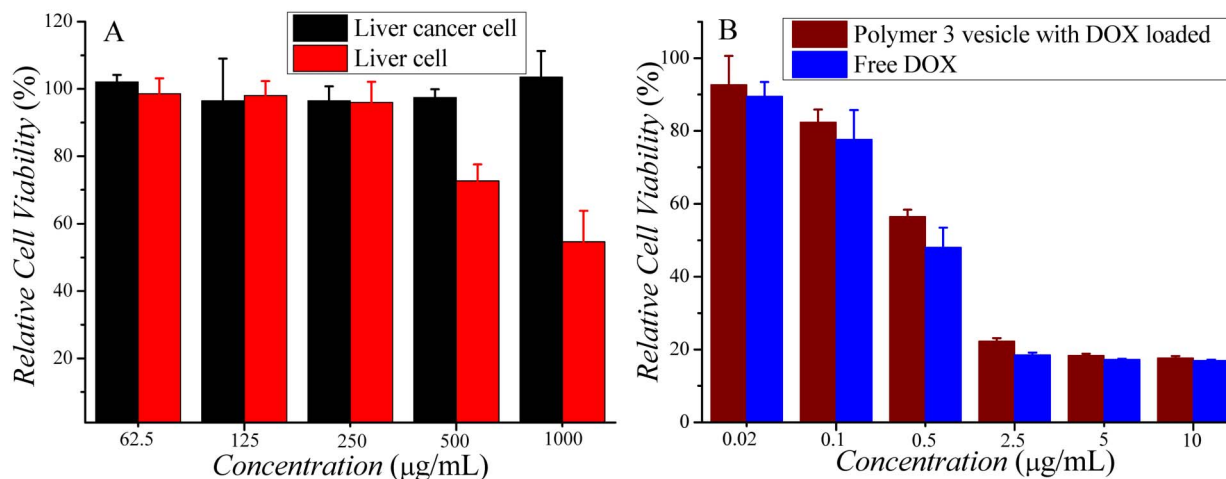 A
Liver cancer cell
Liver cell
Relative Cell Viability (%)
120
100
80
60
40
20
62.5 125 250 500 1000
Concentration (μg/mL)
B
Polymer 3 vesicle with DOX loaded
Free DOX
Relative Cell Viability (%)
100
80
60
40
20
0
0.02 0.1 0.5 2.5 5 10
Concentration (μg/mL)